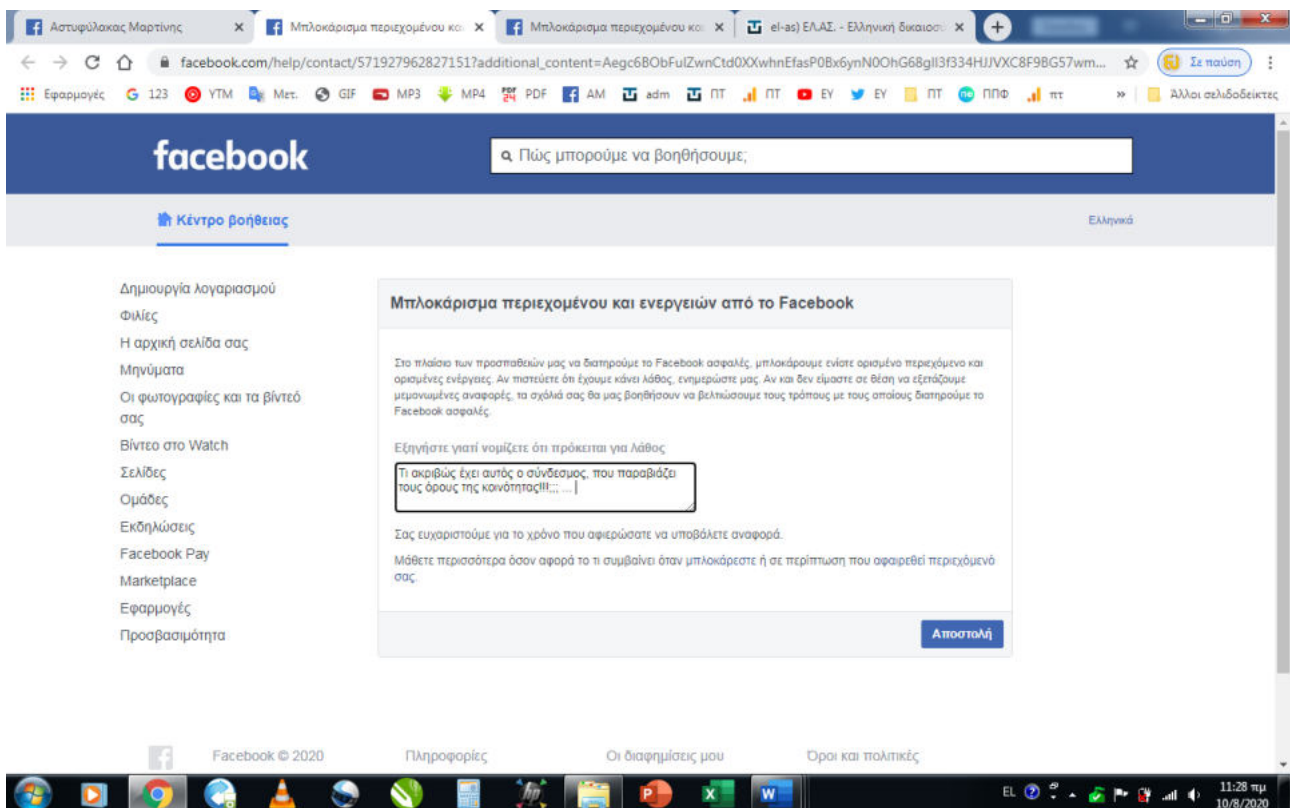 Αστυφύλακας Μαρτίνης
Μπλοκάρισμα περιεχομένου κα
Μπλοκάρισμα περιεχομένου κα
el-as) ΕΛ.ΑΣ. - Ελληνική δικαιοσ
facebook.com/help/contact/571927962827151?additional_content=
Σε παύση
Εφαρμογές 123 YTM Μετ. GIF MP3 MP4 PDF AM adm ΠΤ ΠΤ ΕΥ ΕΥ ΠΤ ΠΠΦ πτ » Άλλοι σελιδοδείκτες
facebook
Πώς μπορούμε να βοηθήσουμε;
Κέντρο βοήθειας
Ελληνικά
Δημιουργία λογαριασμού
Φιλίες
Η αρχική σελίδα σας
Μηνύματα
Οι φωτογραφίες και τα βίντεό
σας
Βίντεο στο Watch
Σελίδες
Ομάδες
Εκδηλώσεις
Facebook Pay
Marketplace
Εφαρμογές
Προσβασιμότητα
Μπλοκάρισμα περιεχομένου και ενεργειών από το Facebook
Στο πλαίσιο των προσπαθειών μας να διατηρούμε το Facebook ασφαλές, μπλοκάρουμε ενίοτε ορισμένο περιεχόμενο και
ορισμένες ενέργειες. Αν πιστεύετε ότι έχουμε κάνει λάθος, ενημερώστε μας. Αν και δεν είμαστε σε θέση να εξετάζουμε
μεμονωμένες αναφορές, τα σχόλιά σας θα μας βοηθήσουν να βελτιώσουμε τους τρόπους με τους οποίους διατηρούμε το
Facebook ασφαλές.
Εξηγήστε γιατί νομίζετε ότι πρόκειται για λάθος
Τι ακριβώς έχει αυτός ο σύνδεσμος, που παραβιάζει
τους όρους της κοινότητας!!!;;; ...
Σας ευχαριστούμε για το χρόνο που αφιερώσατε να υποβάλετε αναφορά.
Μάθετε περισσότερα όσον αφορά το τι συμβαίνει όταν μπλοκάρεστε ή σε περίπτωση που αφαιρεθεί περιεχόμενό
σας.
Αποστολή
Facebook © 2020
Πληροφορίες
Οι διαφημίσεις μου
Όροι και πολιτικές
EL
11:28 πμ
10/8/2020